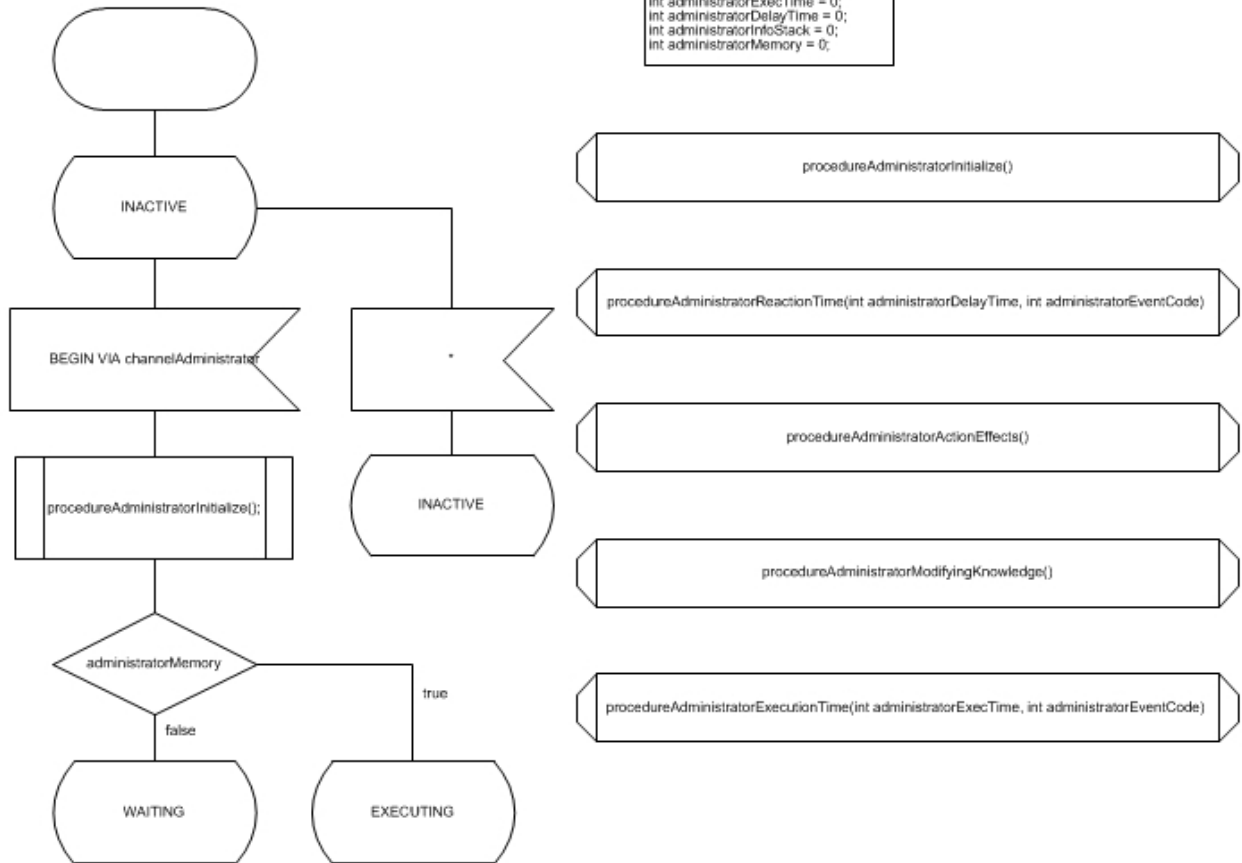 int administratorExecTime = 0;
int administratorDelayTime = 0;
int administratorInfoStack = 0;
int administratorMemory = 0;
procedureAdministratorInitialize()
INACTIVE
procedureAdministratorReactionTime(int administratorDelayTime, int administratorEventCode)
BEGIN VIA channelAdministrator
*
procedureAdministratorActionEffects()
procedureAdministratorInitialize();
INACTIVE
procedureAdministratorModifyingKnowledge()
administratorMemory
true
false
procedureAdministratorExecutionTime(int administratorExecTime, int administratorEventCode)
WAITING
EXECUTING